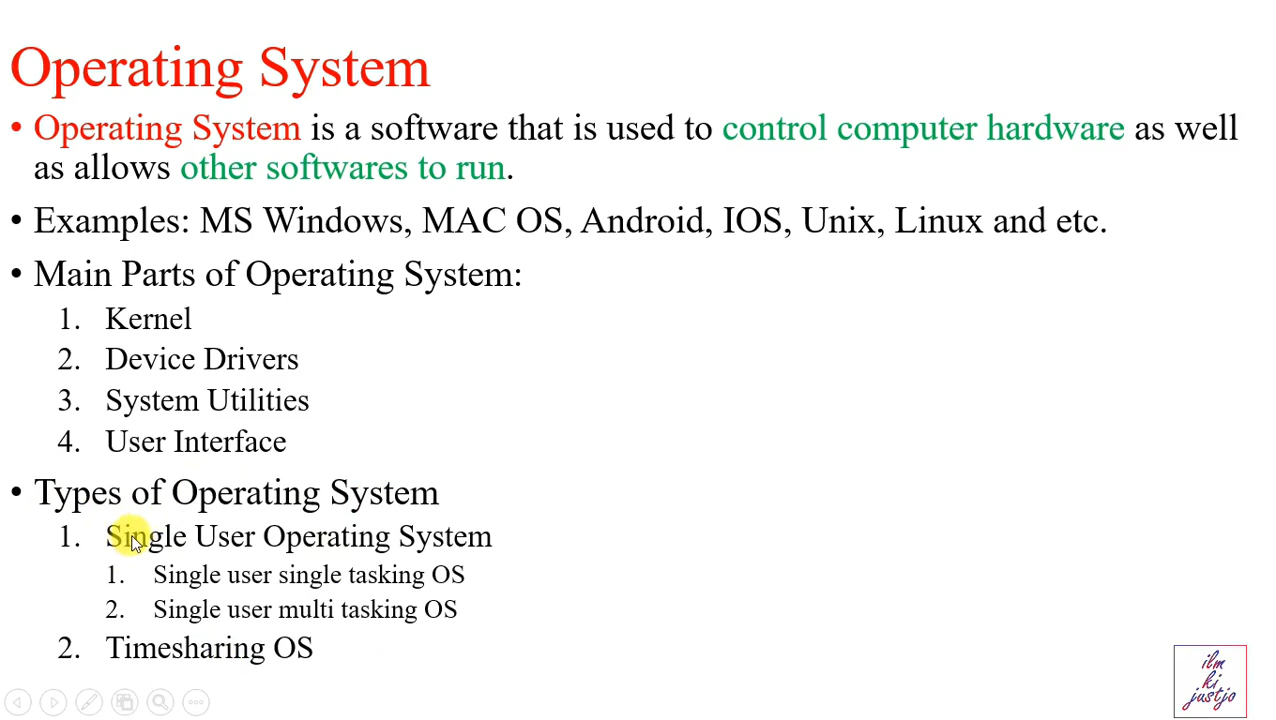 Operating System
• Operating System is a software that is used to control computer hardware as well
as allows other softwares to run.
• Examples: MS Windows, MAC OS, Android, IOS, Unix, Linux and etc.
• Main Parts of Operating System:
1. Kernel
2. Device Drivers
3. System Utilities
4. User Interface
• Types of Operating System
1. Single User Operating System
1. Single user single tasking OS
2. Single user multi tasking OS
2. Timesharing OS
ilm
ki
justjo